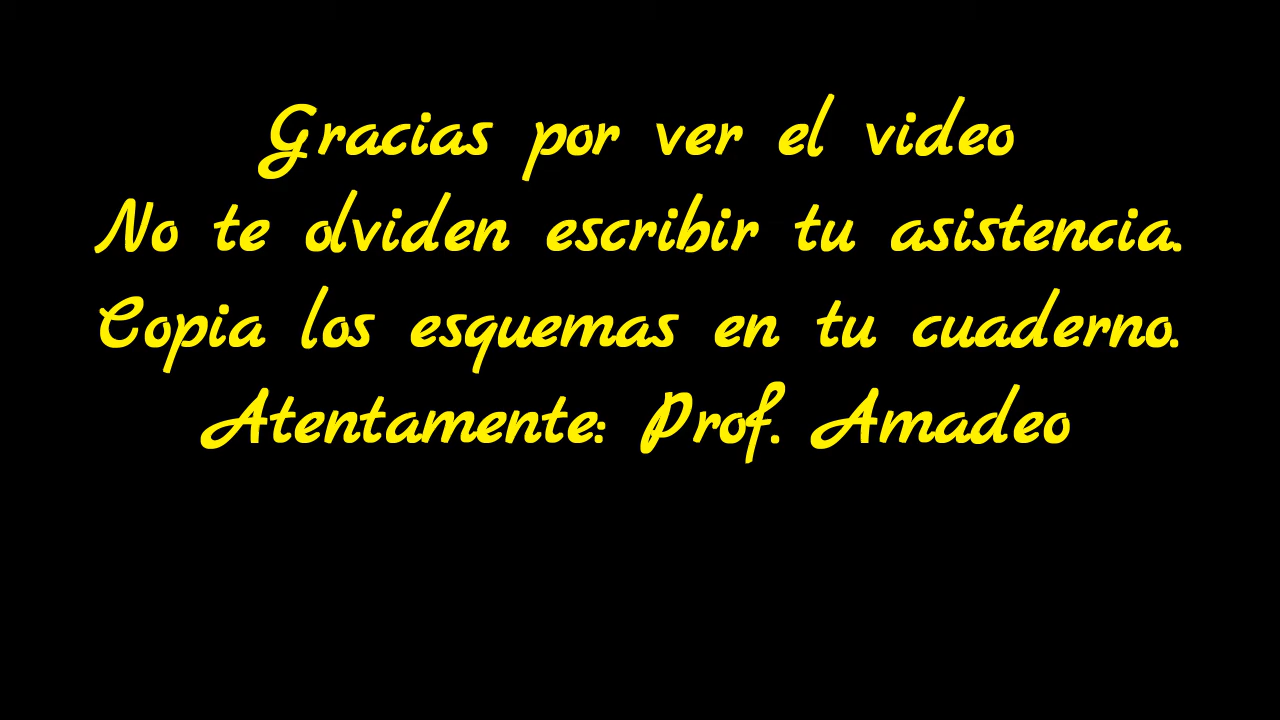 Gracias por ver el video
No te olviden escribir tu asistencia.
Copia los esquemas en tu cuaderno.
Atentamente: Prof. Amadeo